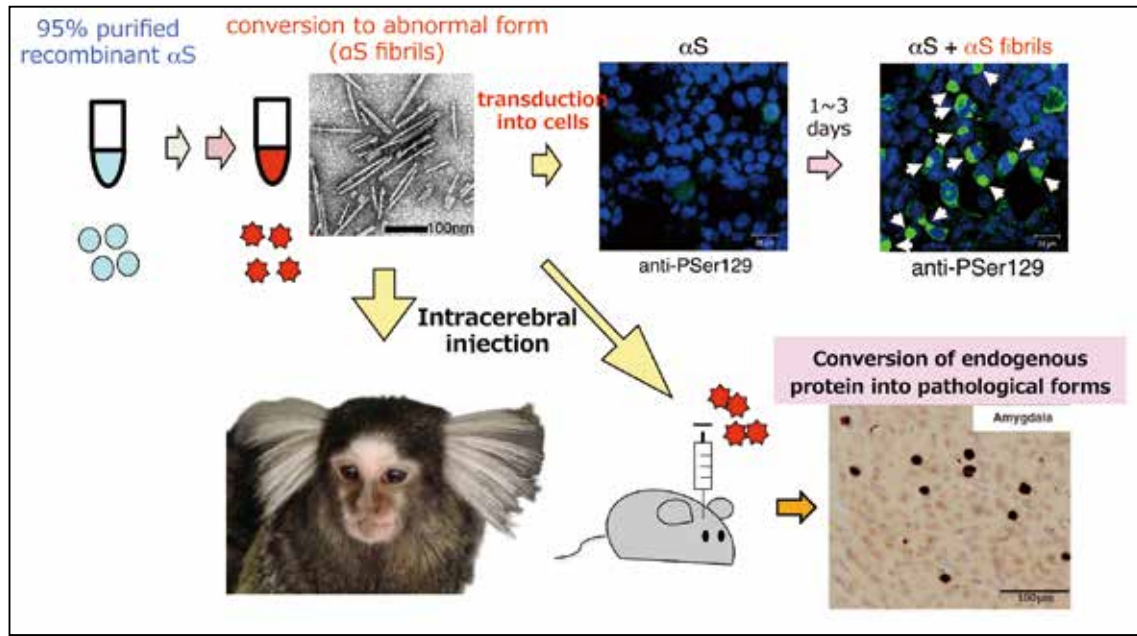 95% purified
recombinant αS
conversion to abnormal form
(αS fibrils)
100nm
transduction
into cells
αS
anti-PSer129
1~3
days
αS + αS fibrils
anti-PSer129
Intracerebral
injection
Conversion of endogenous
protein into pathological forms
Amygdala
100μm